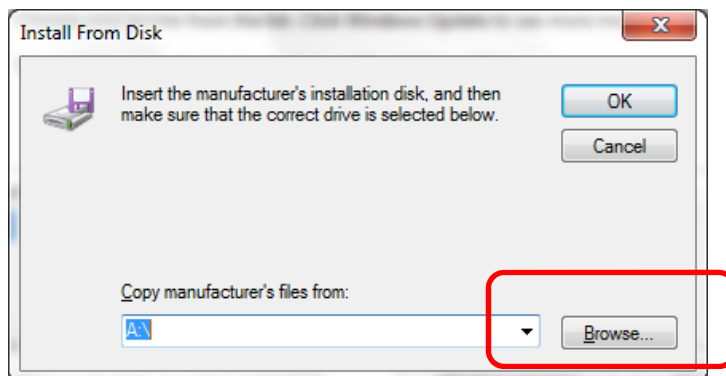 Install From Disk
Insert the manufacturer's installation disk, and then
make sure that the correct drive is selected below.
OK
Cancel
Copy manufacturer's files from:
A:\
Browse...